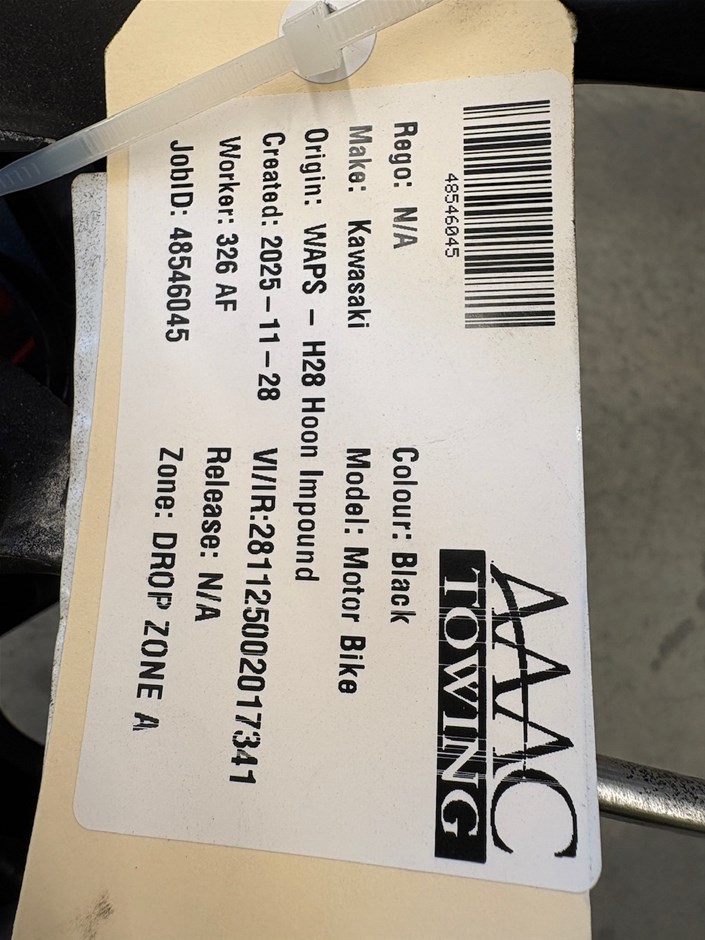 AAAC
TOWING
48546045
Rego: N/A Colour: Black
Make: Kawasaki Model: Motor Bike
Origin: WAPS - H28 Hoon Impound
Created: 2025-11-28 VI/IR:281125002017341
Worker: 326 AF Release: N/A
JobID: 48546045 Zone: DROP ZONE A